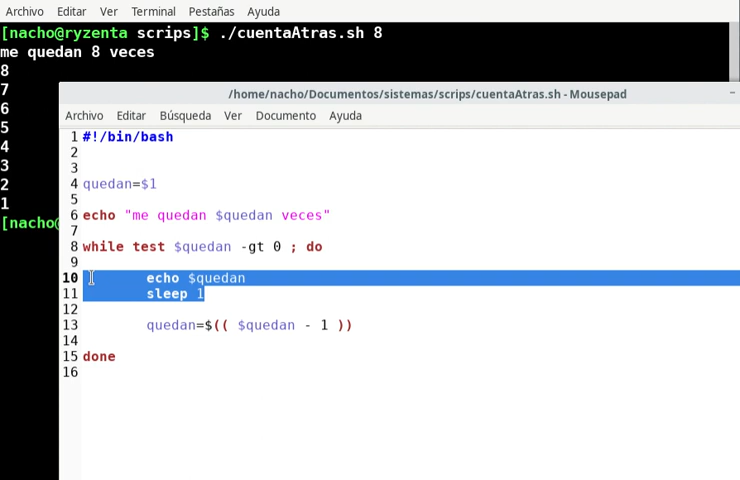 Archivo Editar Ver Terminal Pestañas Ayuda
[nacho@ryzenta scrips]$ ./cuentaAtras.sh 8
me quedan 8 veces
8
7
6
5
4
3
2
1
[nacho@
/home/nacho/Documentos/sistemas/scrips/cuentaAtras.sh - Mousepad
Archivo Editar Búsqueda Ver Documento Ayuda
1 #!/bin/bash
2
3
4 quedan=$1
5
6 echo "me quedan $quedan veces"
7
8 while test $quedan -gt 0 ; do
9
10 echo $quedan
11 sleep 1
12
13 quedan=$(( $quedan - 1 ))
14
15 done
16